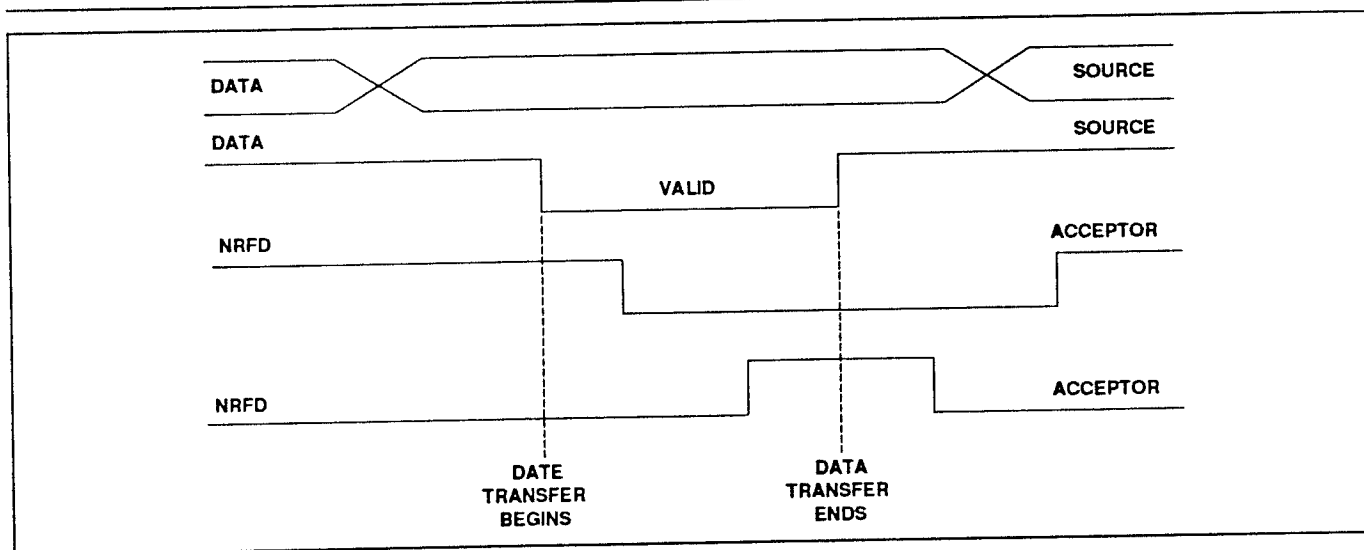 DATA SOURCE
DATA SOURCE
VALID
NRFD ACCEPTOR
NRFD ACCEPTOR
DATE
TRANSFER
BEGINS
DATA
TRANSFER
ENDS